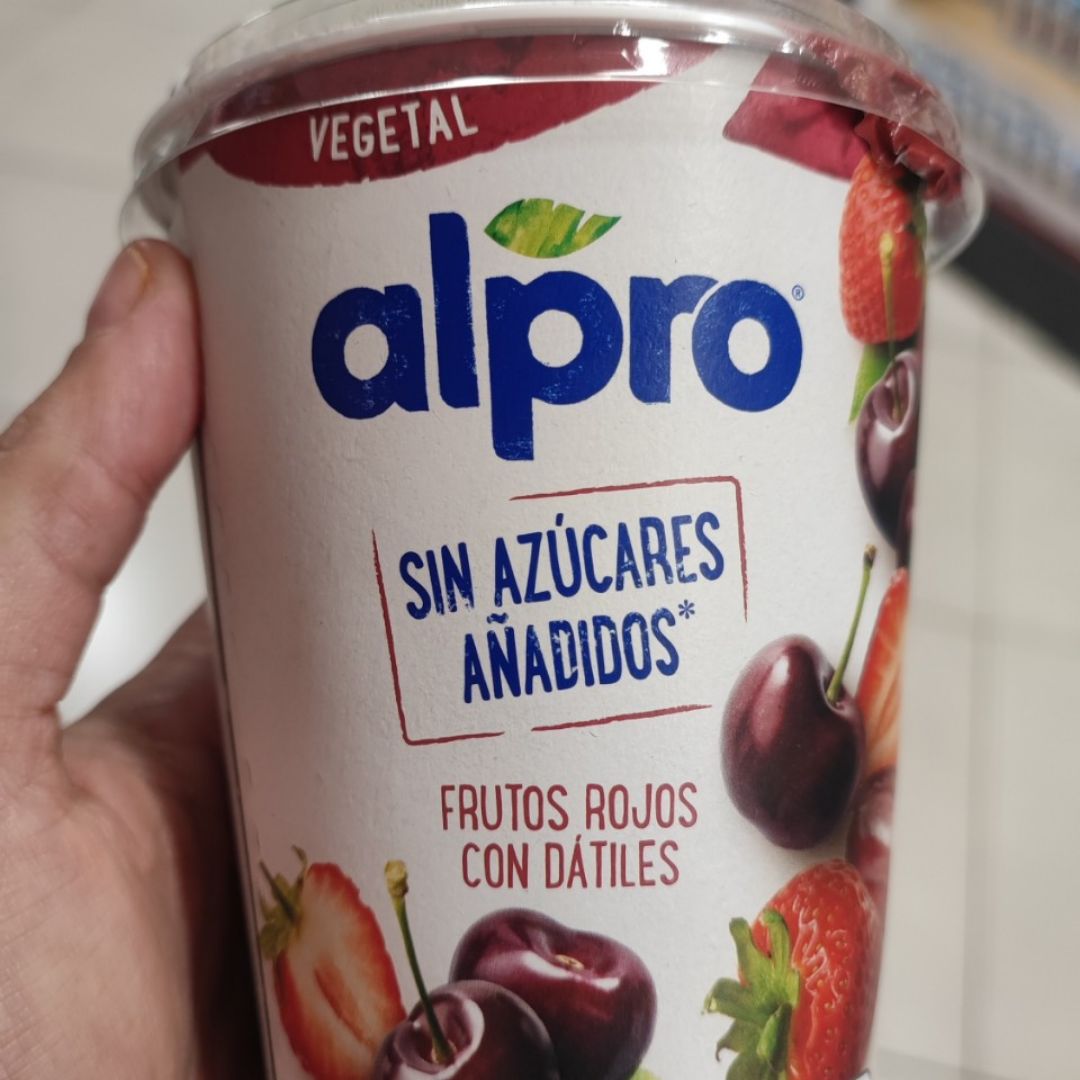 VEGETAL
alpro®
SIN AZÚCARES
AÑADIDOS*
FRUTOS ROJOS
CON DÁTILES